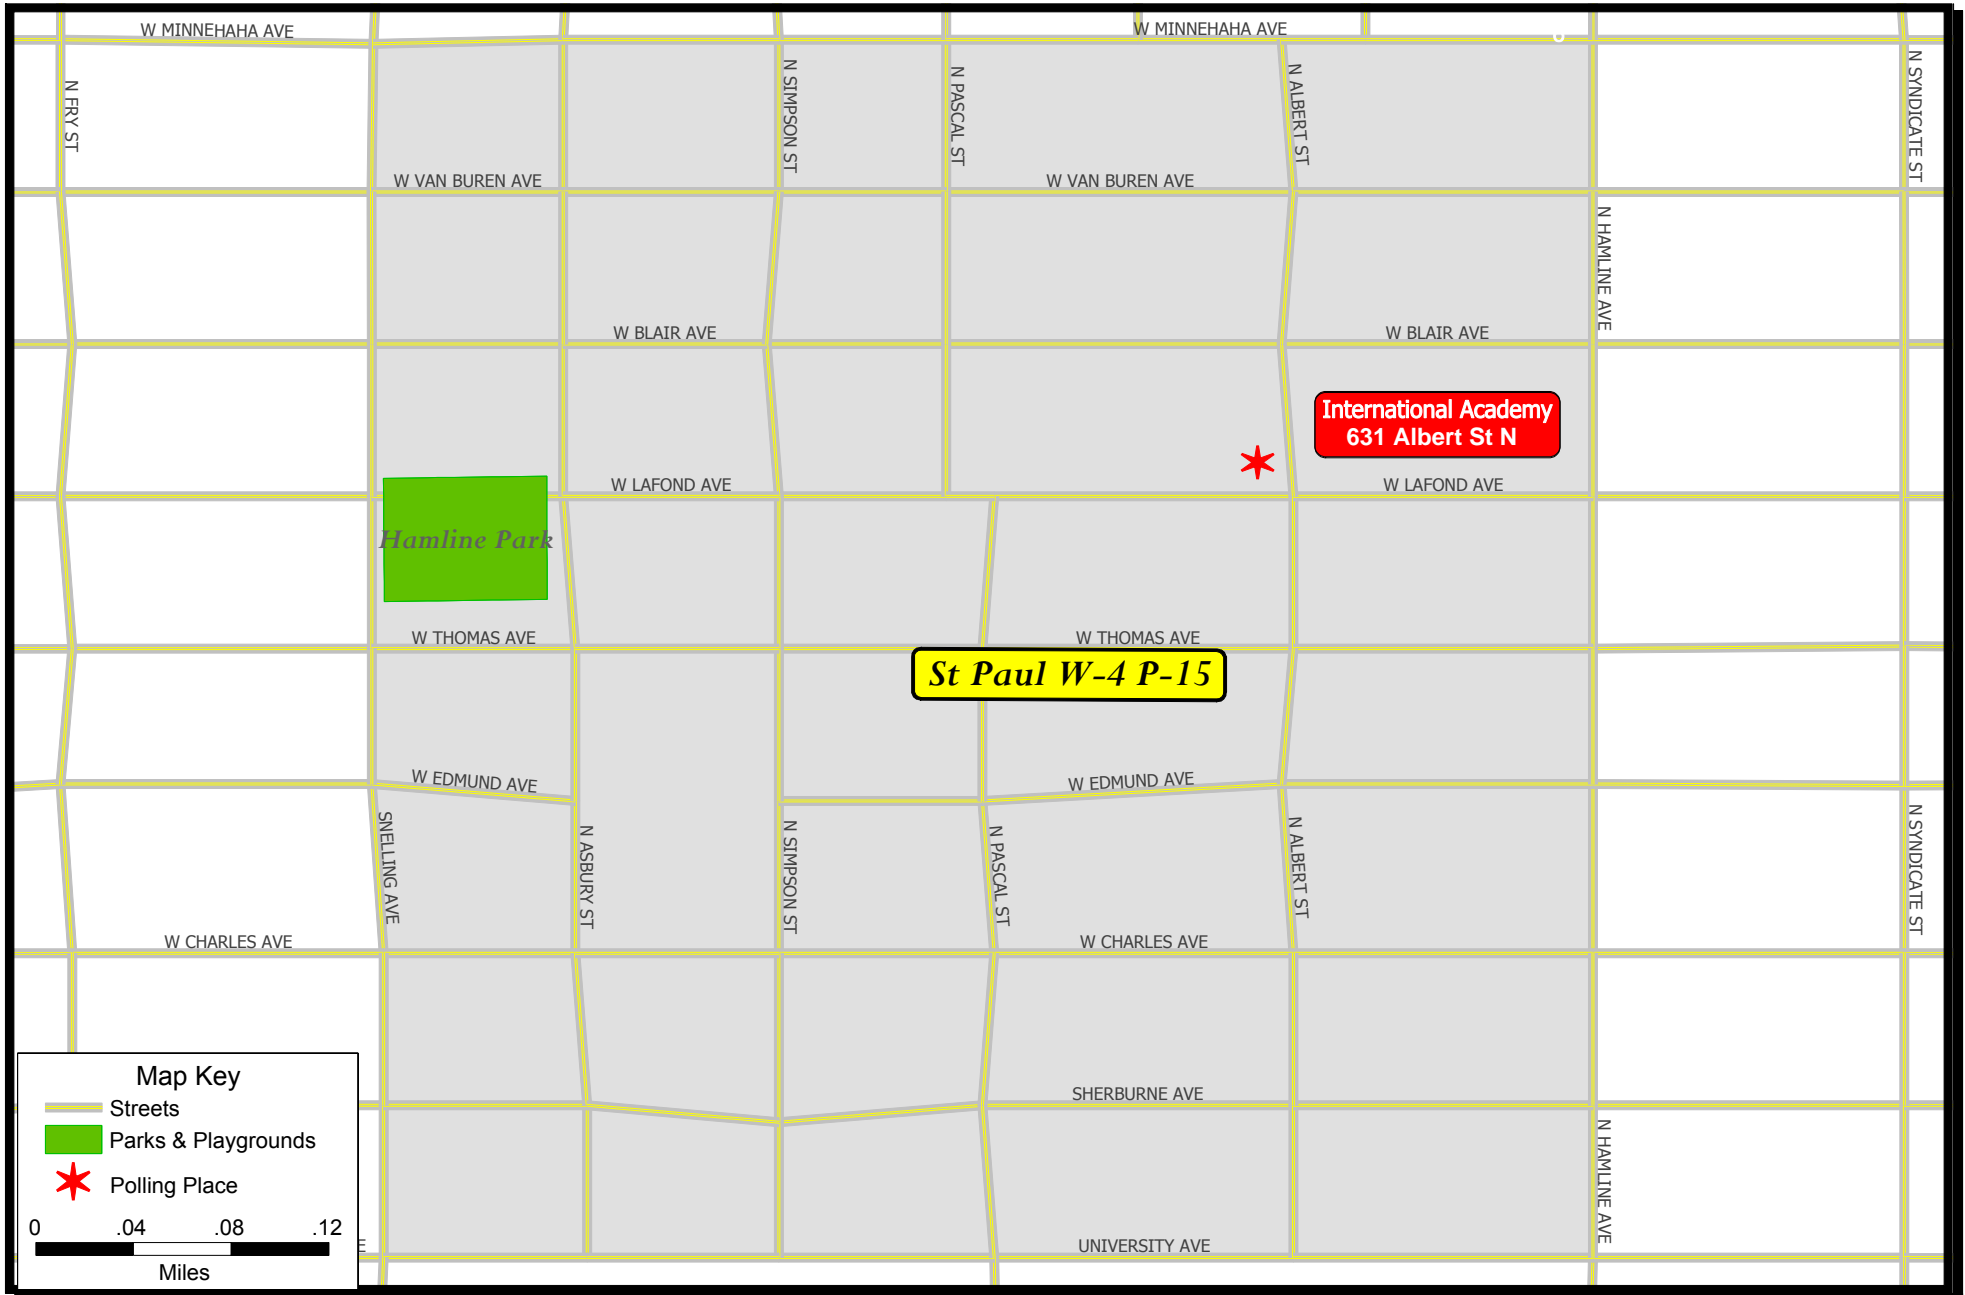 W MINNEHAHA AVE
W MINNEHAHA AVE
N FRY ST
N SIMPSON ST
N PASCAL ST
N ALBERT ST
N SYNDICATE ST
W VAN BUREN AVE
W VAN BUREN AVE
N HAMLINE AVE
W BLAIR AVE
W BLAIR AVE
International Academy
631 Albert St N
W LAFOND AVE
W LAFOND AVE
Hamline Park
W THOMAS AVE
W THOMAS AVE
St Paul W-4 P-15
W EDMUND AVE
W EDMUND AVE
SNELLING AVE
N ASBURY ST
N SIMPSON ST
N PASCAL ST
N ALBERT ST
N SYNDICATE ST
W CHARLES AVE
W CHARLES AVE
SHERBURNE AVE
N HAMLINE AVE
UNIVERSITY AVE
Map Key
Streets
Parks & Playgrounds
Polling Place
0 .04 .08 .12
Miles